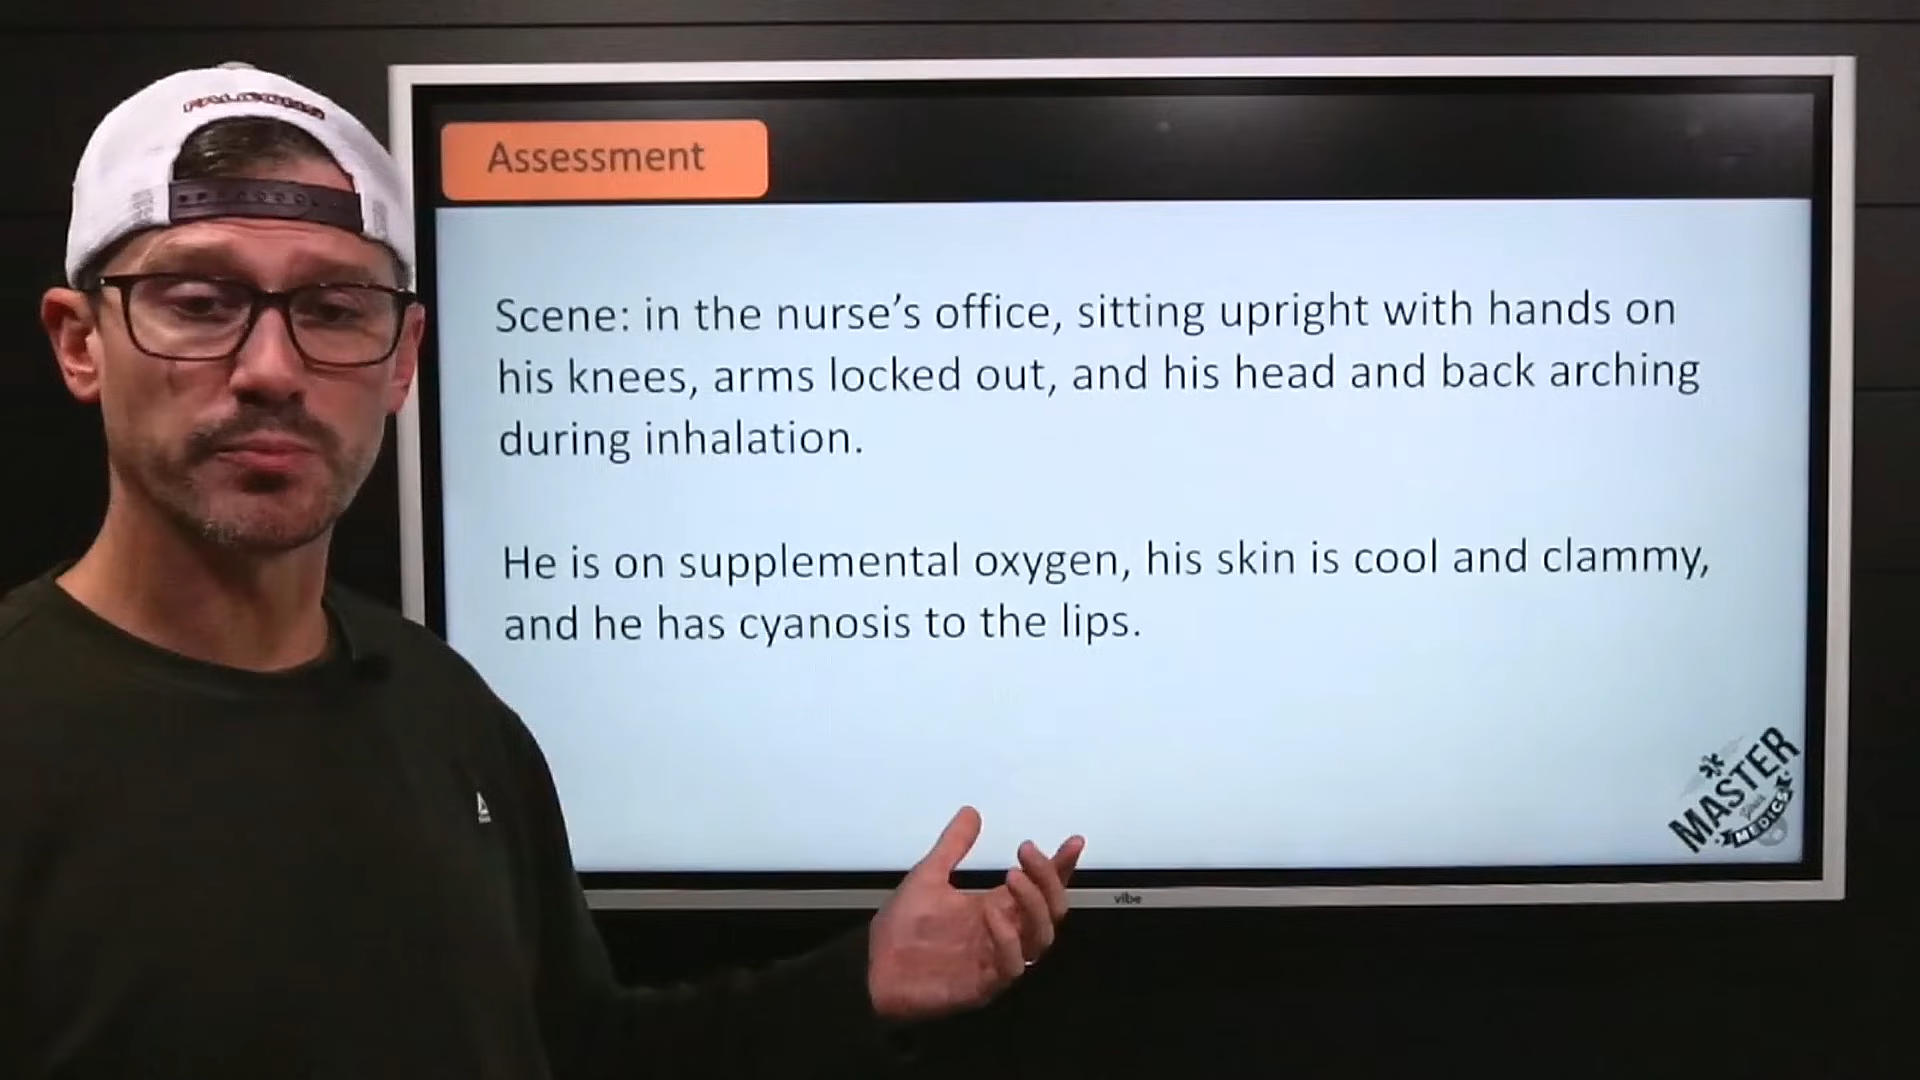 Assessment
Scene: in the nurse’s office, sitting upright with hands on
his knees, arms locked out, and his head and back arching
during inhalation.
He is on supplemental oxygen, his skin is cool and clammy,
and he has cyanosis to the lips.
MASTER
MEDICS
vibe